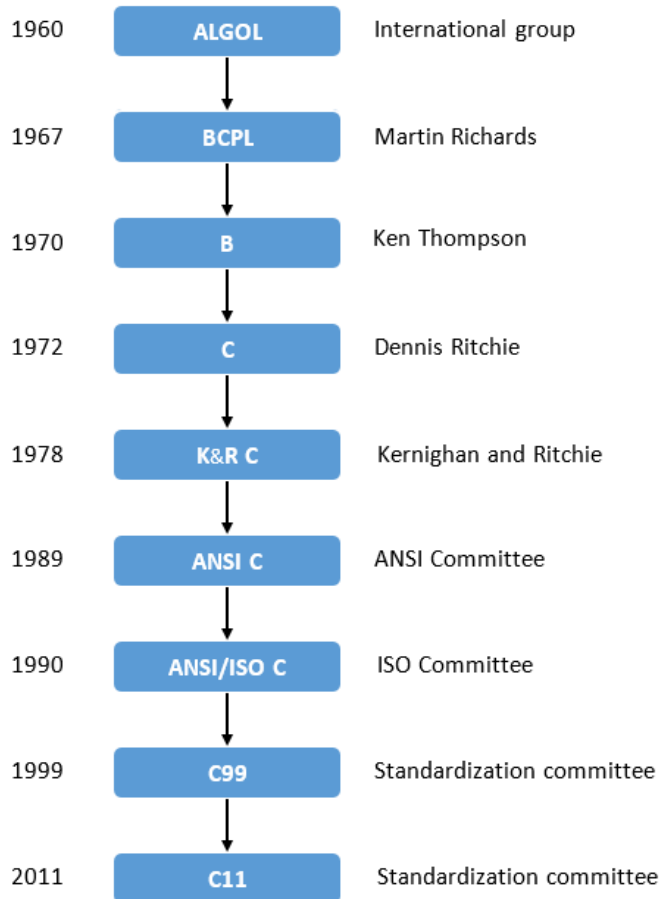 1960 ALGOL International group
1967 BCPL Martin Richards
1970 B Ken Thompson
1972 C Dennis Ritchie
1978 K&R C Kernighan and Ritchie
1989 ANSI C ANSI Committee
1990 ANSI/ISO C ISO Committee
1999 C99 Standardization committee
2011 C11 Standardization committee